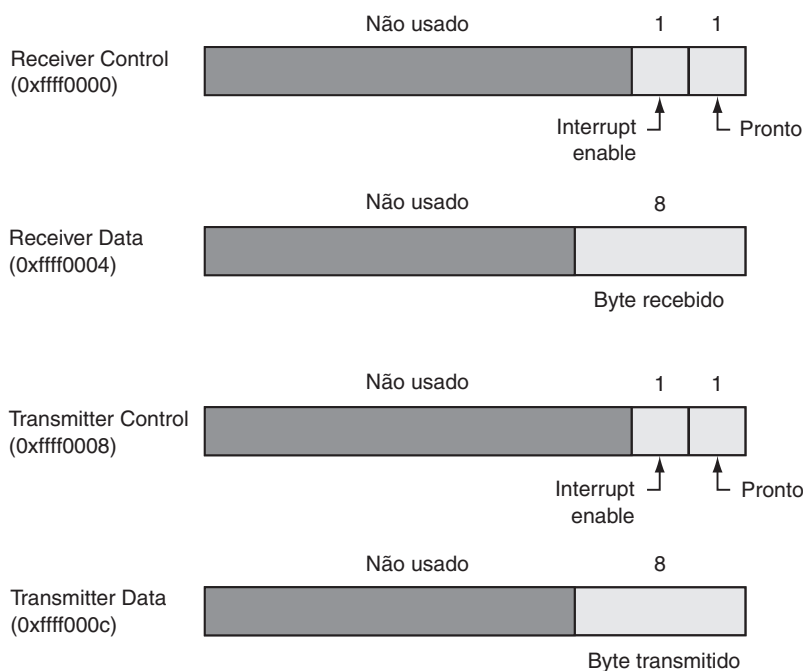 Não usado 1 1
Receiver Control
(0xffff0000)
Interrupt
enable
Pronto
Não usado 8
Receiver Data
(0xffff0004)
Byte recebido
Não usado 1 1
Transmitter Control
(0xffff0008)
Interrupt
enable
Pronto
Não usado 8
Transmitter Data
(0xffff000c)
Byte transmitido